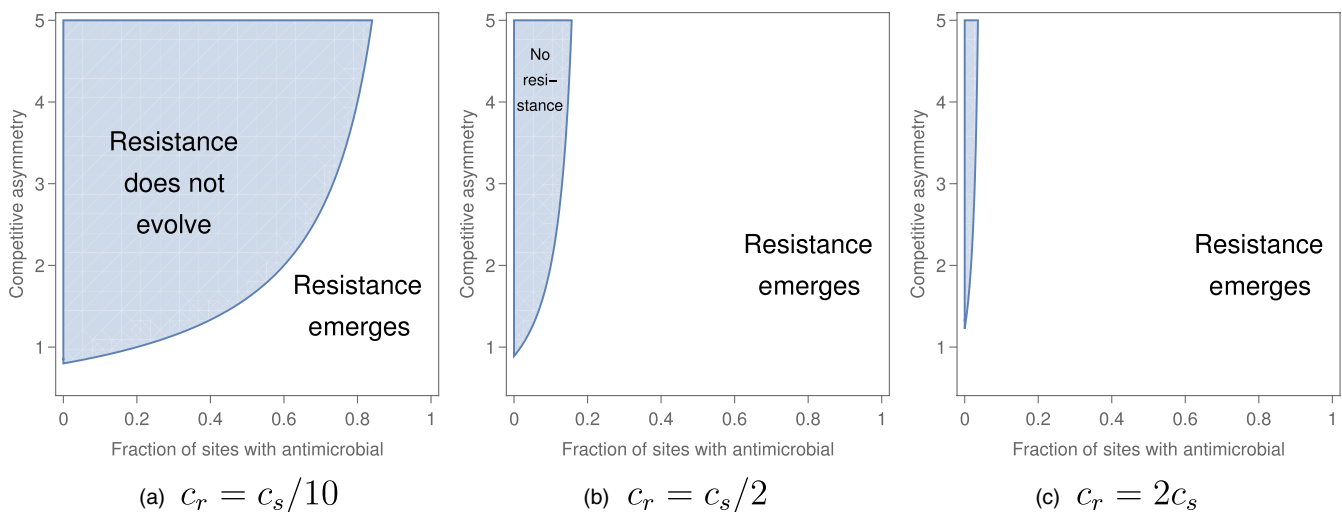 5
4
3
2
1
Competitive asymmetry
Resistance
does not
evolve
Resistance
emerges
0
0.2
0.4
0.6
0.8
1
Fraction of sites with antimicrobial
(a) c_r = c_s/10
5
4
3
2
1
Competitive asymmetry
No
resi–
stance
Resistance
emerges
0
0.2
0.4
0.6
0.8
1
Fraction of sites with antimicrobial
(b) c_r = c_s/2
5
4
3
2
1
Competitive asymmetry
Resistance
emerges
0
0.2
0.4
0.6
0.8
1
Fraction of sites with antimicrobial
(c) c_r = 2c_s